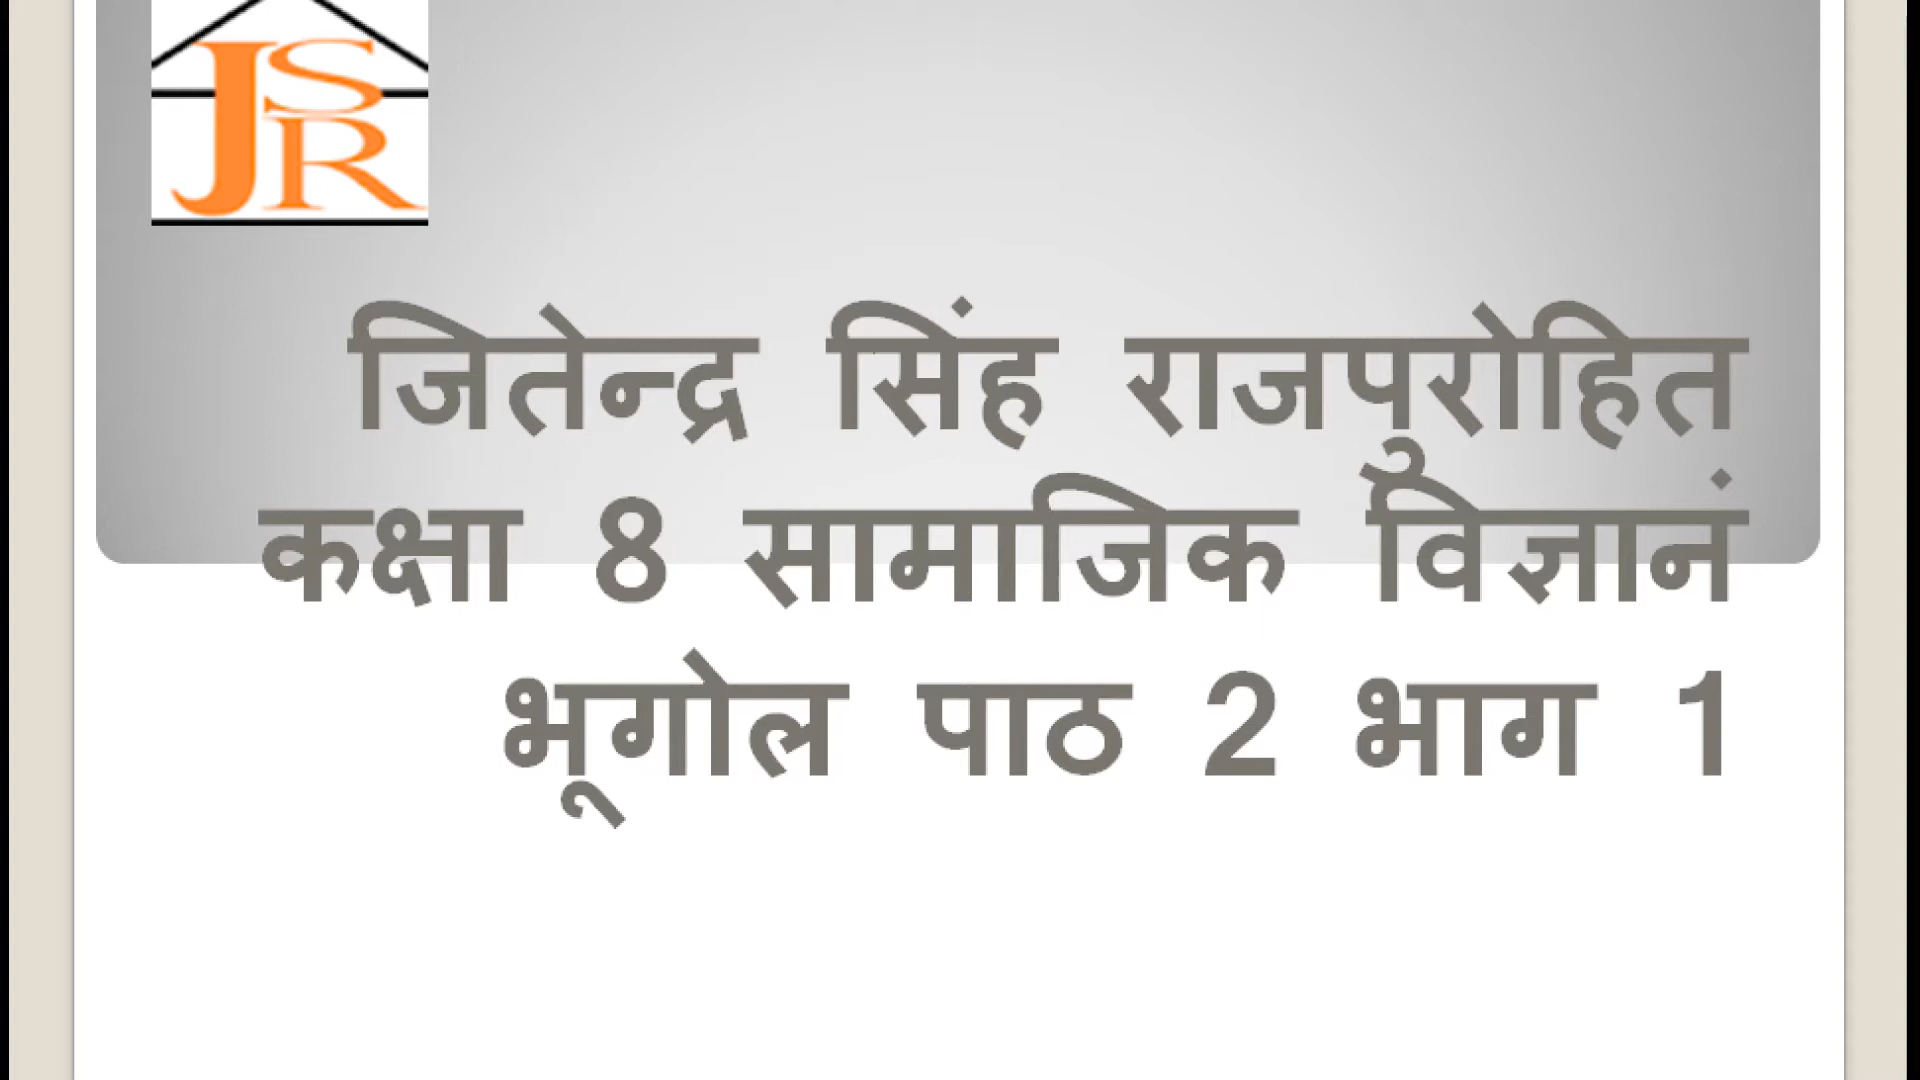 JSR
जितेन्द्र सिंह राजपुरोहित
कक्षा 8 सामाजिक विज्ञानं
भूगोल पाठ 2 भाग 1